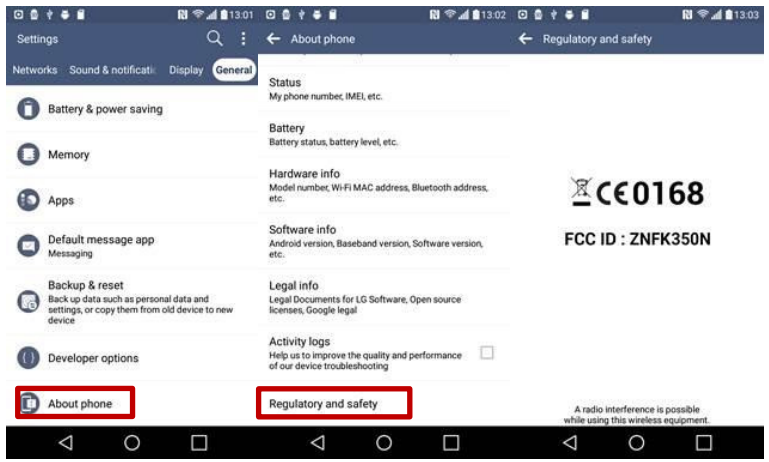 13:01
Settings
Networks Sound & notificatio Display General
Battery & power saving
Memory
Apps
Default message app
Messaging
Backup & reset
Back up data such as personal data and
settings, or copy them from old device to new
device
Developer options
About phone
13:02
About phone
Status
My phone number, IMEI, etc.
Battery
Battery status, battery level, etc.
Hardware info
Model number, Wi-Fi MAC address, Bluetooth address,
etc.
Software info
Android version, Baseband version, Software version,
etc.
Legal info
Legal Documents for LG Software, Open source
licenses, Google legal
Activity logs
Help us to improve the quality and performance
of our device troubleshooting
Regulatory and safety
13:03
Regulatory and safety
CE0168
FCC ID : ZNFK350N
A radio interference is possible
while using this wireless equipment.